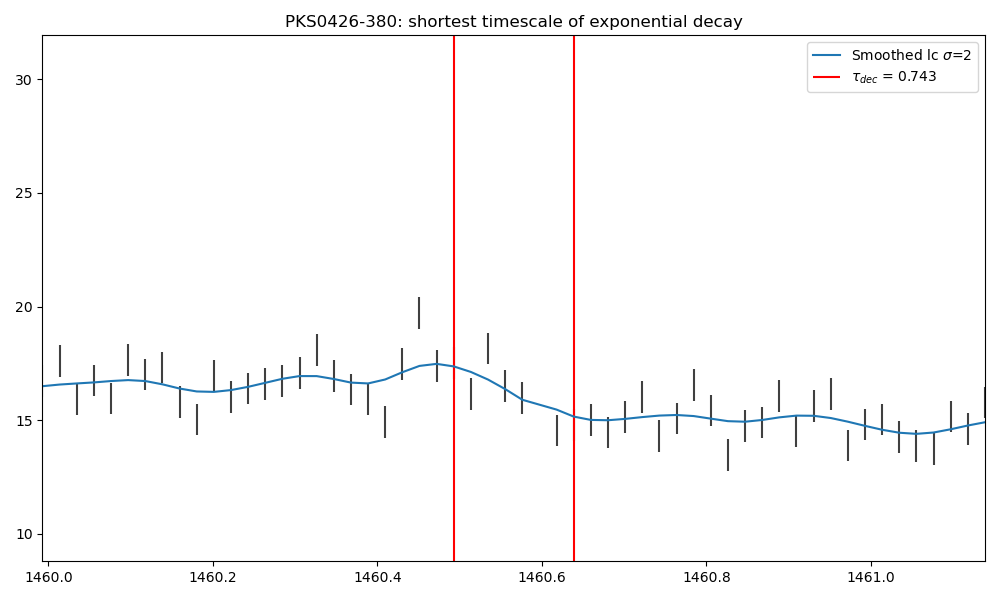 PKS0426-380: shortest timescale of exponential decay
Smoothed lc σ=2
τdec = 0.743
30
25
20
15
10
1460.0 1460.2 1460.4 1460.6 1460.8 1461.0